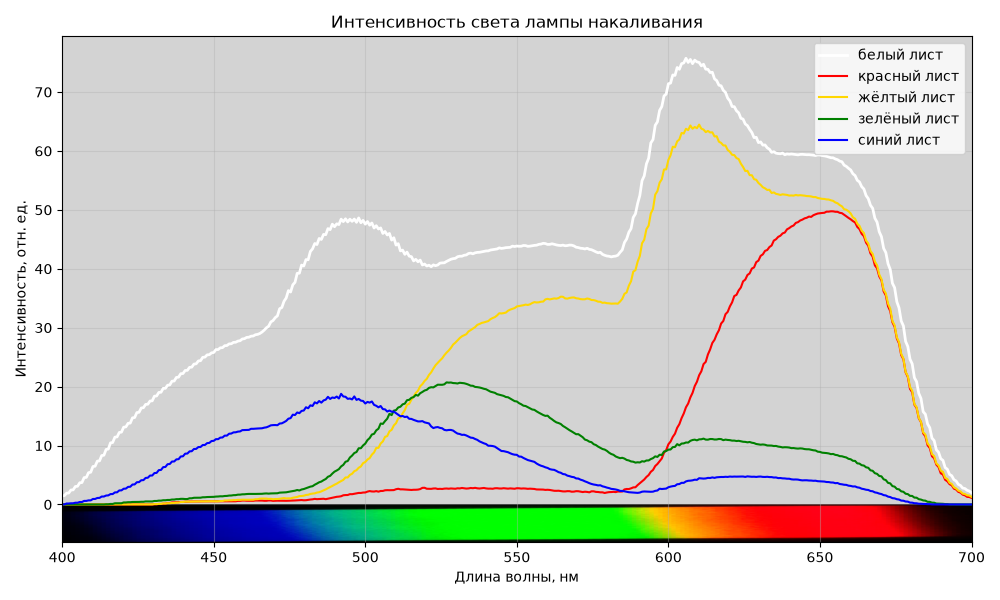 Интенсивность света лампы накаливания
белый лист
красный лист
жёлтый лист
зелёный лист
синий лист
Интенсивность, отн. ед.
70
60
50
40
30
20
10
0
400 450 500 550 600 650 700
Длина волны, нм